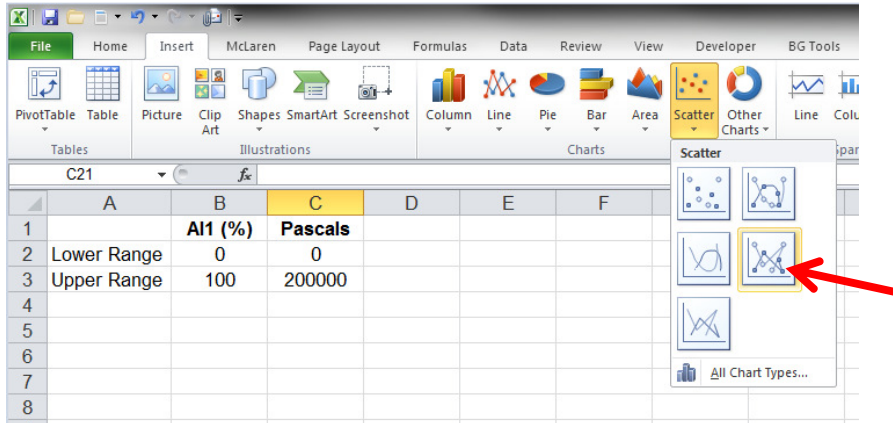 File Home Insert McLaren Page Layout Formulas Data Review View Developer BG Tools
PivotTable Table Picture Clip Art Shapes SmartArt Screenshot Column Line Pie Bar Area Scatter Other Charts Line
Tables Illustrations Charts
Scatter
C21 fx
A B C D E F
1 AI1 (%) Pascals
2 Lower Range 0 0
3 Upper Range 100 200000
4
5
6
7
8
All Chart Types...